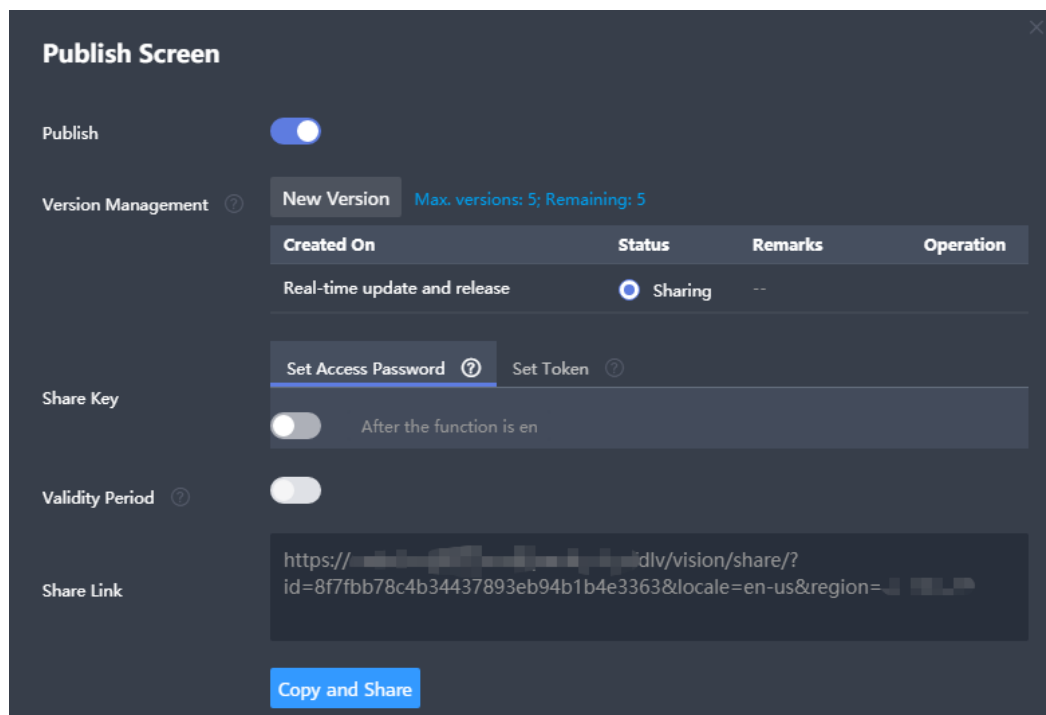 Publish Screen
Publish
Version Management ?
New Version Max. versions: 5; Remaining: 5
Created On Status Remarks Operation
Real-time update and release Sharing --
Set Access Password ? Set Token ?
Share Key
After the function is en
Validity Period ?
https:// dlv/vision/share/?
id=8f7fbb78c4b34437893eb94b1b4e3363&locale=en-us&region=
Share Link
Copy and Share